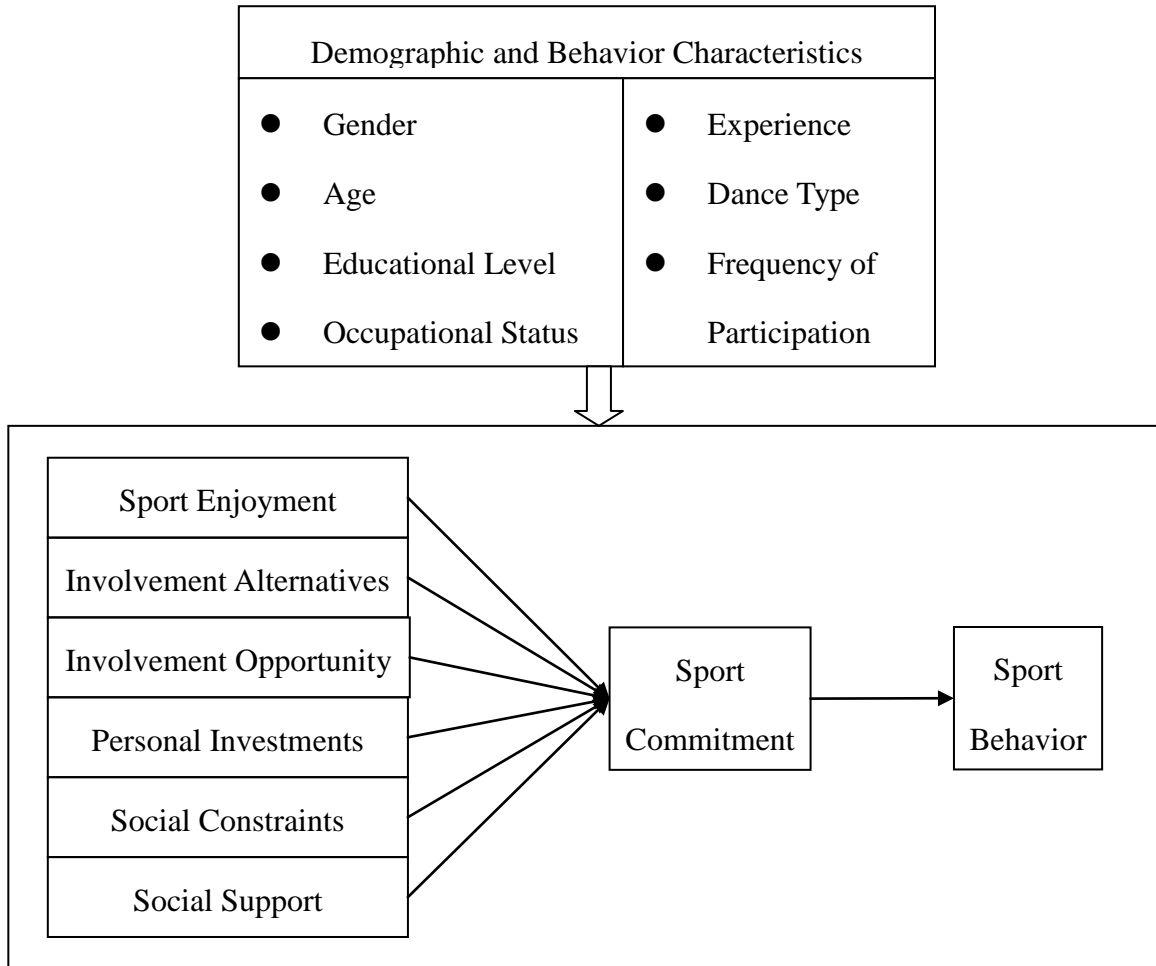 Demographic and Behavior Characteristics
Gender
Age
Educational Level
Occupational Status
Experience
Dance Type
Frequency of
Participation
Sport Enjoyment
Involvement Alternatives
Involvement Opportunity
Personal Investments
Social Constraints
Social Support
Sport
Commitment
Sport
Behavior